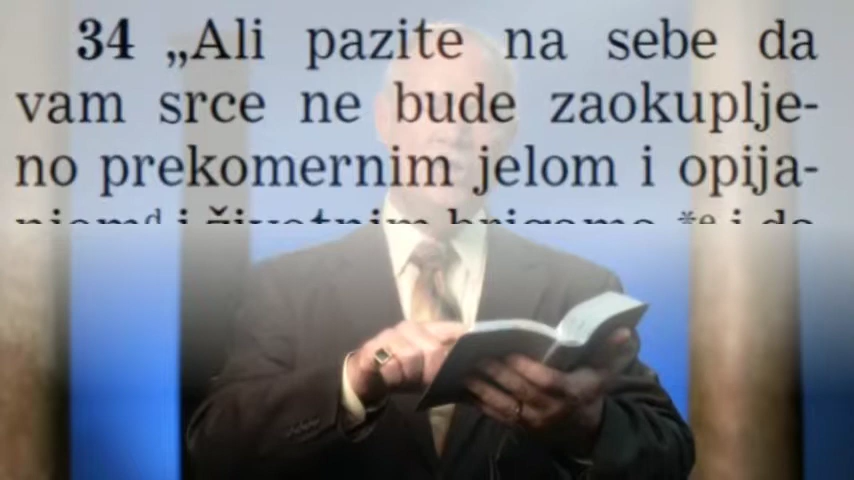 34 „Ali pazite na sebe da
vam srce ne bude zaokuplje-
no prekomernim jelom i opija-